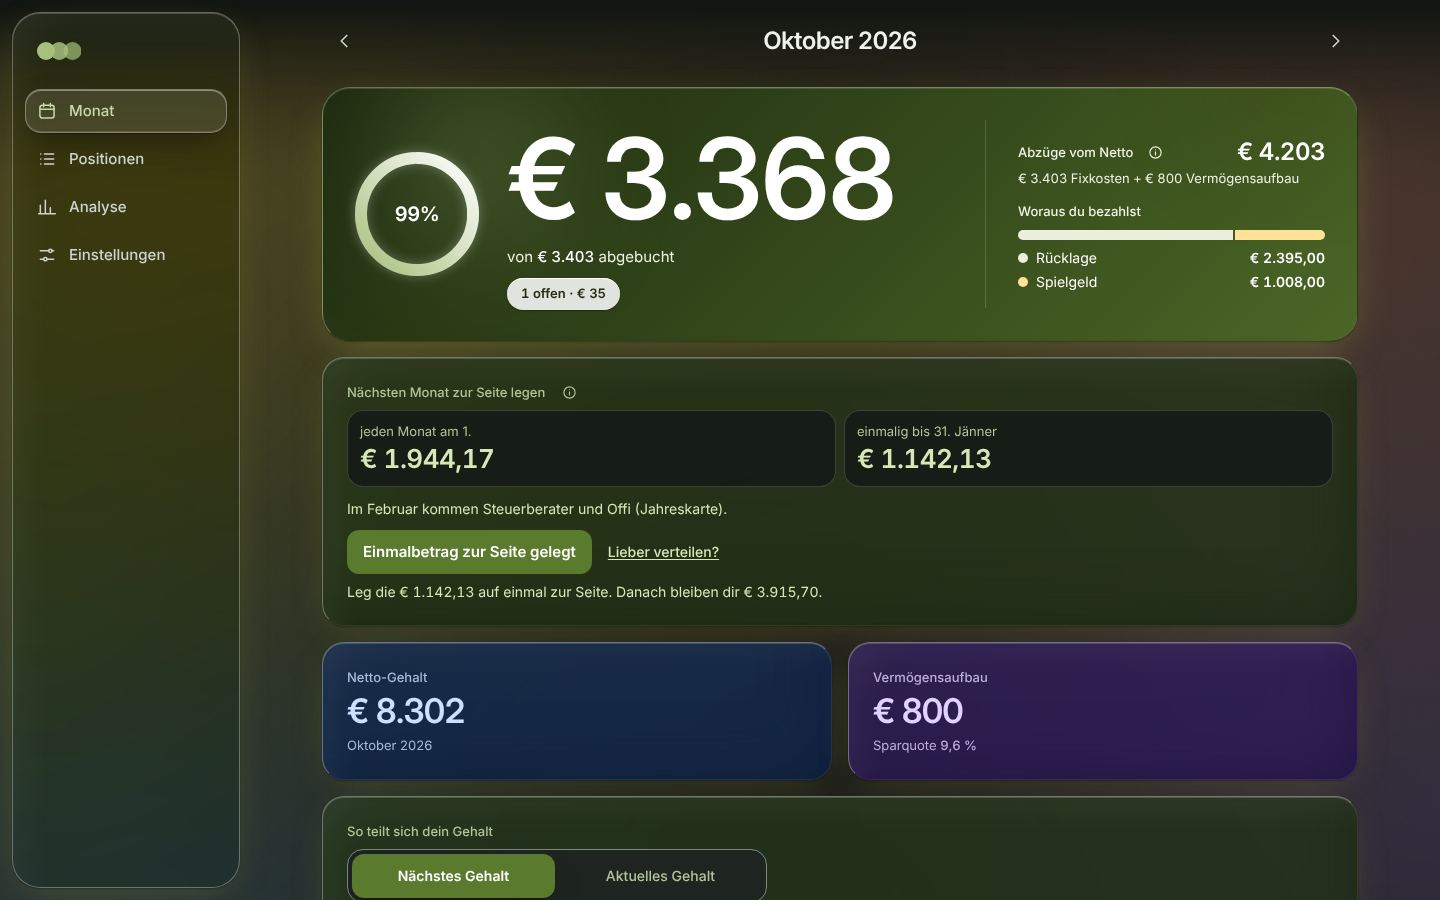 Oktober 2026
Monat
Positionen
Analyse
Einstellungen
99%
€ 3.368
von € 3.403 abgebucht
1 offen · € 35
Abzüge vom Netto
€ 4.203
€ 3.403 Fixkosten + € 800 Vermögensaufbau
Woraus du bezahlst
Rücklage
€ 2.395,00
Spielgeld
€ 1.008,00
Nächsten Monat zur Seite legen
jeden Monat am 1.
€ 1.944,17
einmalig bis 31. Jänner
€ 1.142,13
Im Februar kommen Steuerberater und Offi (Jahreskarte).
Einmalbetrag zur Seite gelegt
Lieber verteilen?
Leg die € 1.142,13 auf einmal zur Seite. Danach bleiben dir € 3.915,70.
Netto-Gehalt
€ 8.302
Oktober 2026
Vermögensaufbau
€ 800
Sparquote 9,6 %
So teilt sich dein Gehalt
Nächstes Gehalt
Aktuelles Gehalt